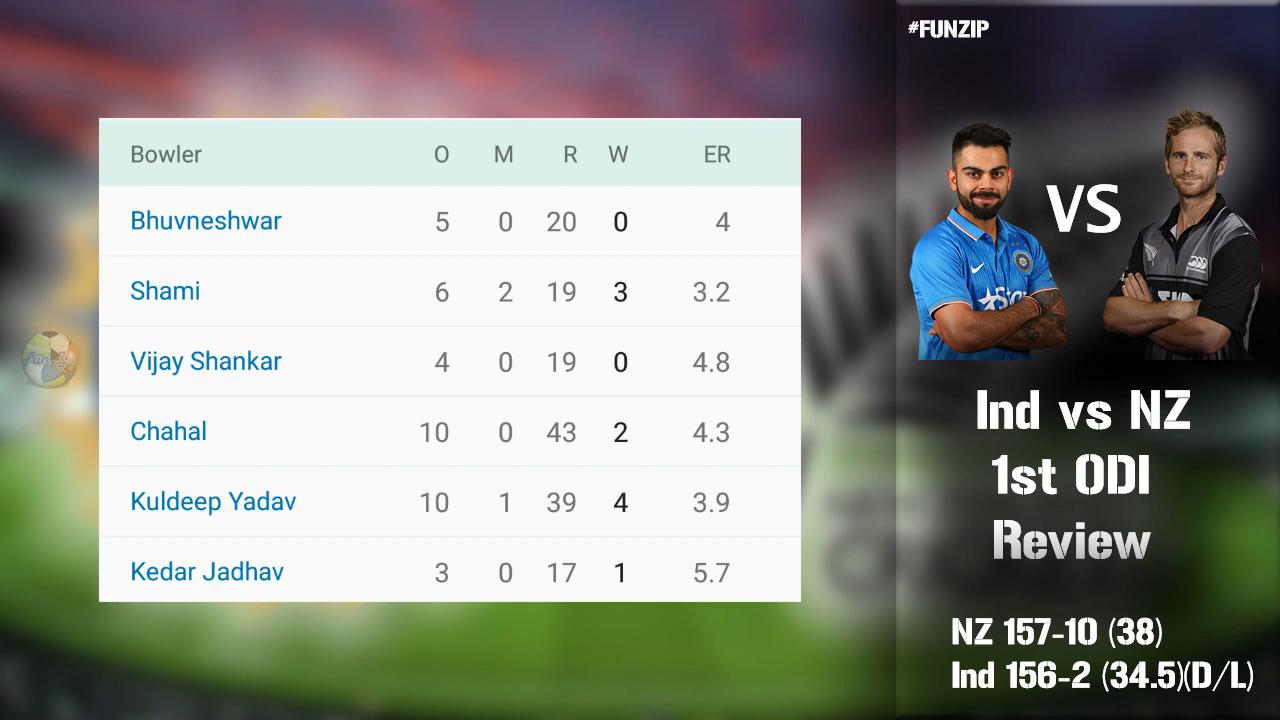 #FUNZIP
Bowler O M R W ER
Bhuvneshwar 5 0 20 0 4
Shami 6 2 19 3 3.2
Vijay Shankar 4 0 19 0 4.8
Chahal 10 0 43 2 4.3
Kuldeep Yadav 10 1 39 4 3.9
Kedar Jadhav 3 0 17 1 5.7
VS
Ind vs NZ
1st ODI
Review
NZ 157-10 (38)
Ind 156-2 (34.5)(D/L)